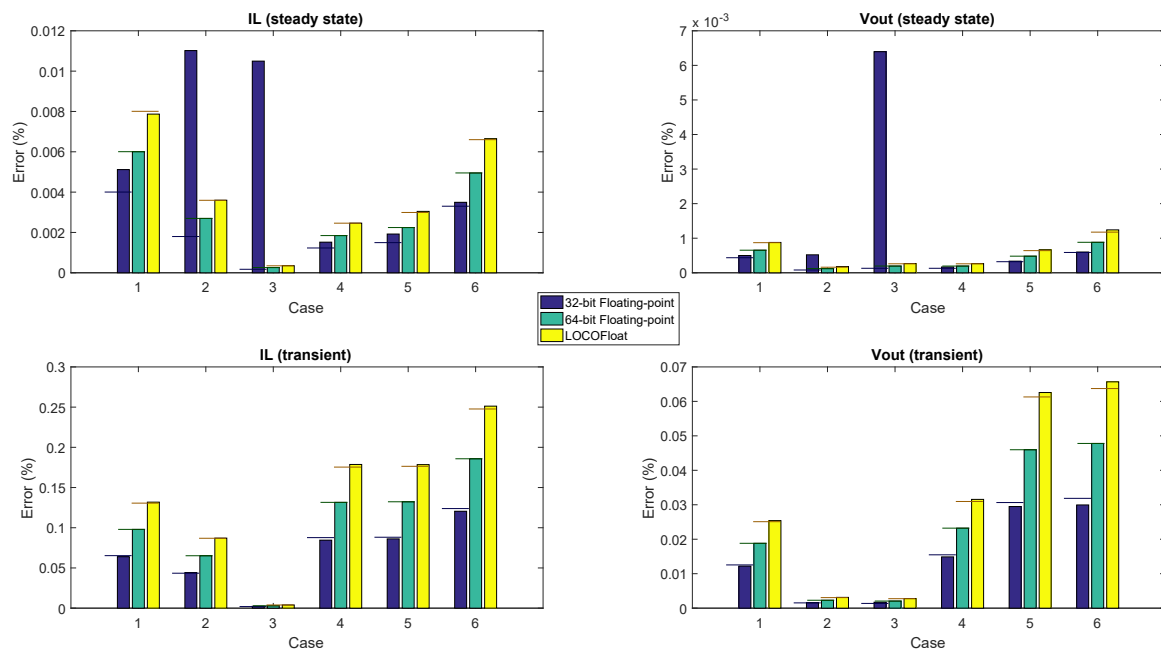 IL (steady state)
0.012
0.01
0.008
0.006
0.004
0.002
0
Error (%)
1 2 3 4 5 6
Case
Vout (steady state)
× 10⁻³
7
6
5
4
3
2
1
0
Error (%)
1 2 3 4 5 6
Case
32-bit Floating-point
64-bit Floating-point
LOCOFloat
IL (transient)
0.3
0.25
0.2
0.15
0.1
0.05
0
Error (%)
1 2 3 4 5 6
Case
Vout (transient)
0.07
0.06
0.05
0.04
0.03
0.02
0.01
0
Error (%)
1 2 3 4 5 6
Case